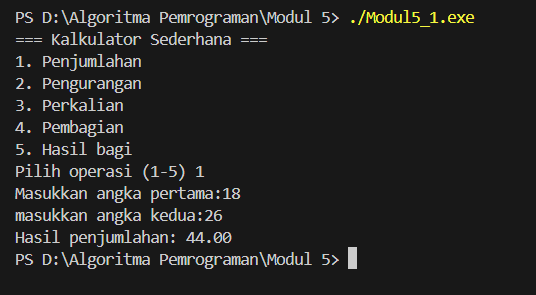 PS D:\Algoritma Pemrograman\Modul 5> ./Modul5_1.exe
=== Kalkulator Sederhana ===
1. Penjumlahan
2. Pengurangan
3. Perkalian
4. Pembagian
5. Hasil bagi
Pilih operasi (1-5) 1
Masukkan angka pertama:18
masukkan angka kedua:26
Hasil penjumlahan: 44.00
PS D:\Algoritma Pemrograman\Modul 5>